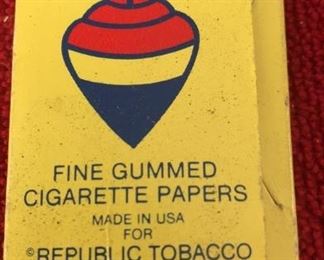 FINE GUMMED
CIGARETTE PAPERS
MADE IN USA
FOR
©REPUBLIC TOBACCO